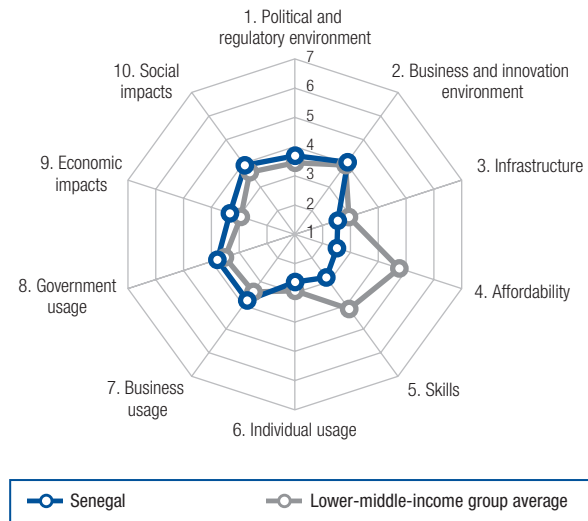 1. Political and
regulatory environment
2. Business and innovation
environment
3. Infrastructure
4. Affordability
5. Skills
6. Individual usage
7. Business
usage
8. Government
usage
9. Economic
impacts
10. Social
impacts
7
6
5
4
3
2
1
Senegal
Lower-middle-income group average